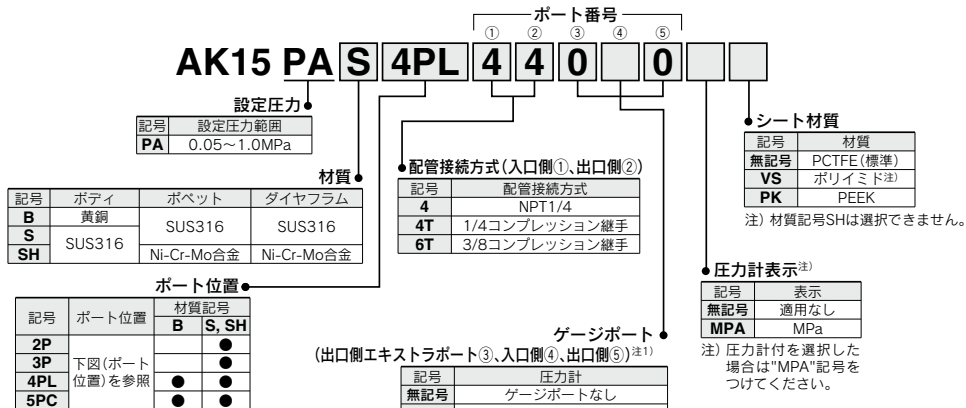 ポート番号
① ② ③ ④ ⑤
AK15 PA S 4PL 4 4 0 0
設定圧力
記号 設定圧力範囲
PA 0.05～1.0MPa
材質
記号 ボディ ポペット ダイヤフラム
B 黄銅 SUS316 SUS316
S SUS316
SH Ni-Cr-Mo合金 Ni-Cr-Mo合金
ポート位置
記号 ポート位置 材質記号
B S, SH
2P ●
3P 下図(ポート ●
4PL 位置)を参照 ● ●
5PC ● ●
配管接続方式(入口側①、出口側②)
記号 配管接続方式
4 NPT1/4
4T 1/4コンプレッション継手
6T 3/8コンプレッション継手
ゲージポート
(出口側エキストラポート③、入口側④、出口側⑤)注1)
記号 圧力計
無記号 ゲージポートなし
シート材質
記号 材質
無記号 PCTFE(標準)
VS ポリイミド注)
PK PEEK
注) 材質記号SHは選択できません。
圧力計表示注)
記号 表示
無記号 適用なし
MPA MPa
注) 圧力計付を選択した
場合は"MPA"記号を
つけてください。